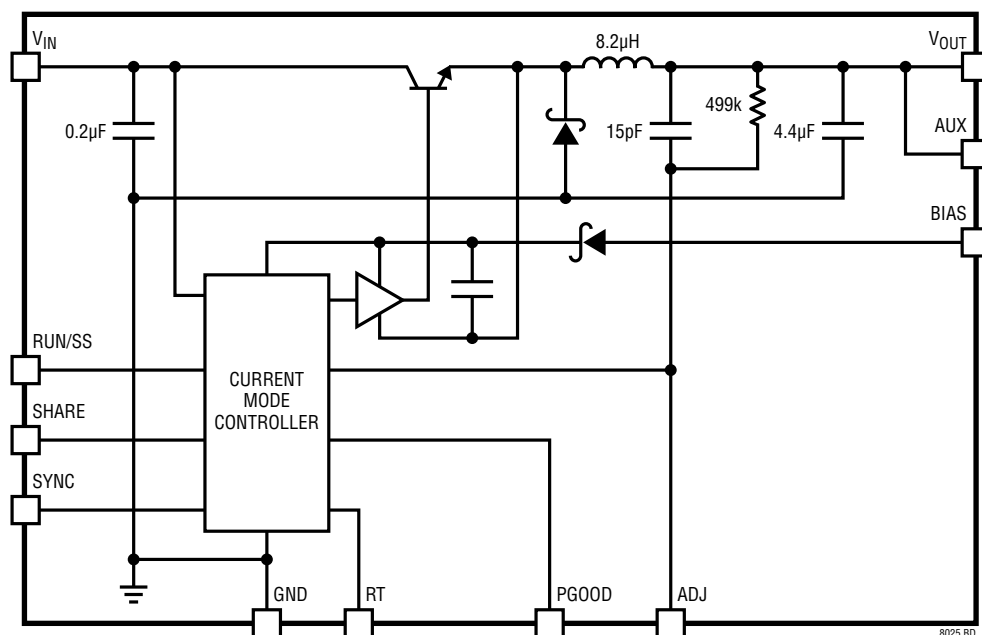 VIN
8.2µH
VOUT
0.2µF
15pF
499k
4.4µF
AUX
BIAS
RUN/SS
SHARE
SYNC
CURRENT
MODE
CONTROLLER
GND
RT
PGOOD
ADJ
8025 BD